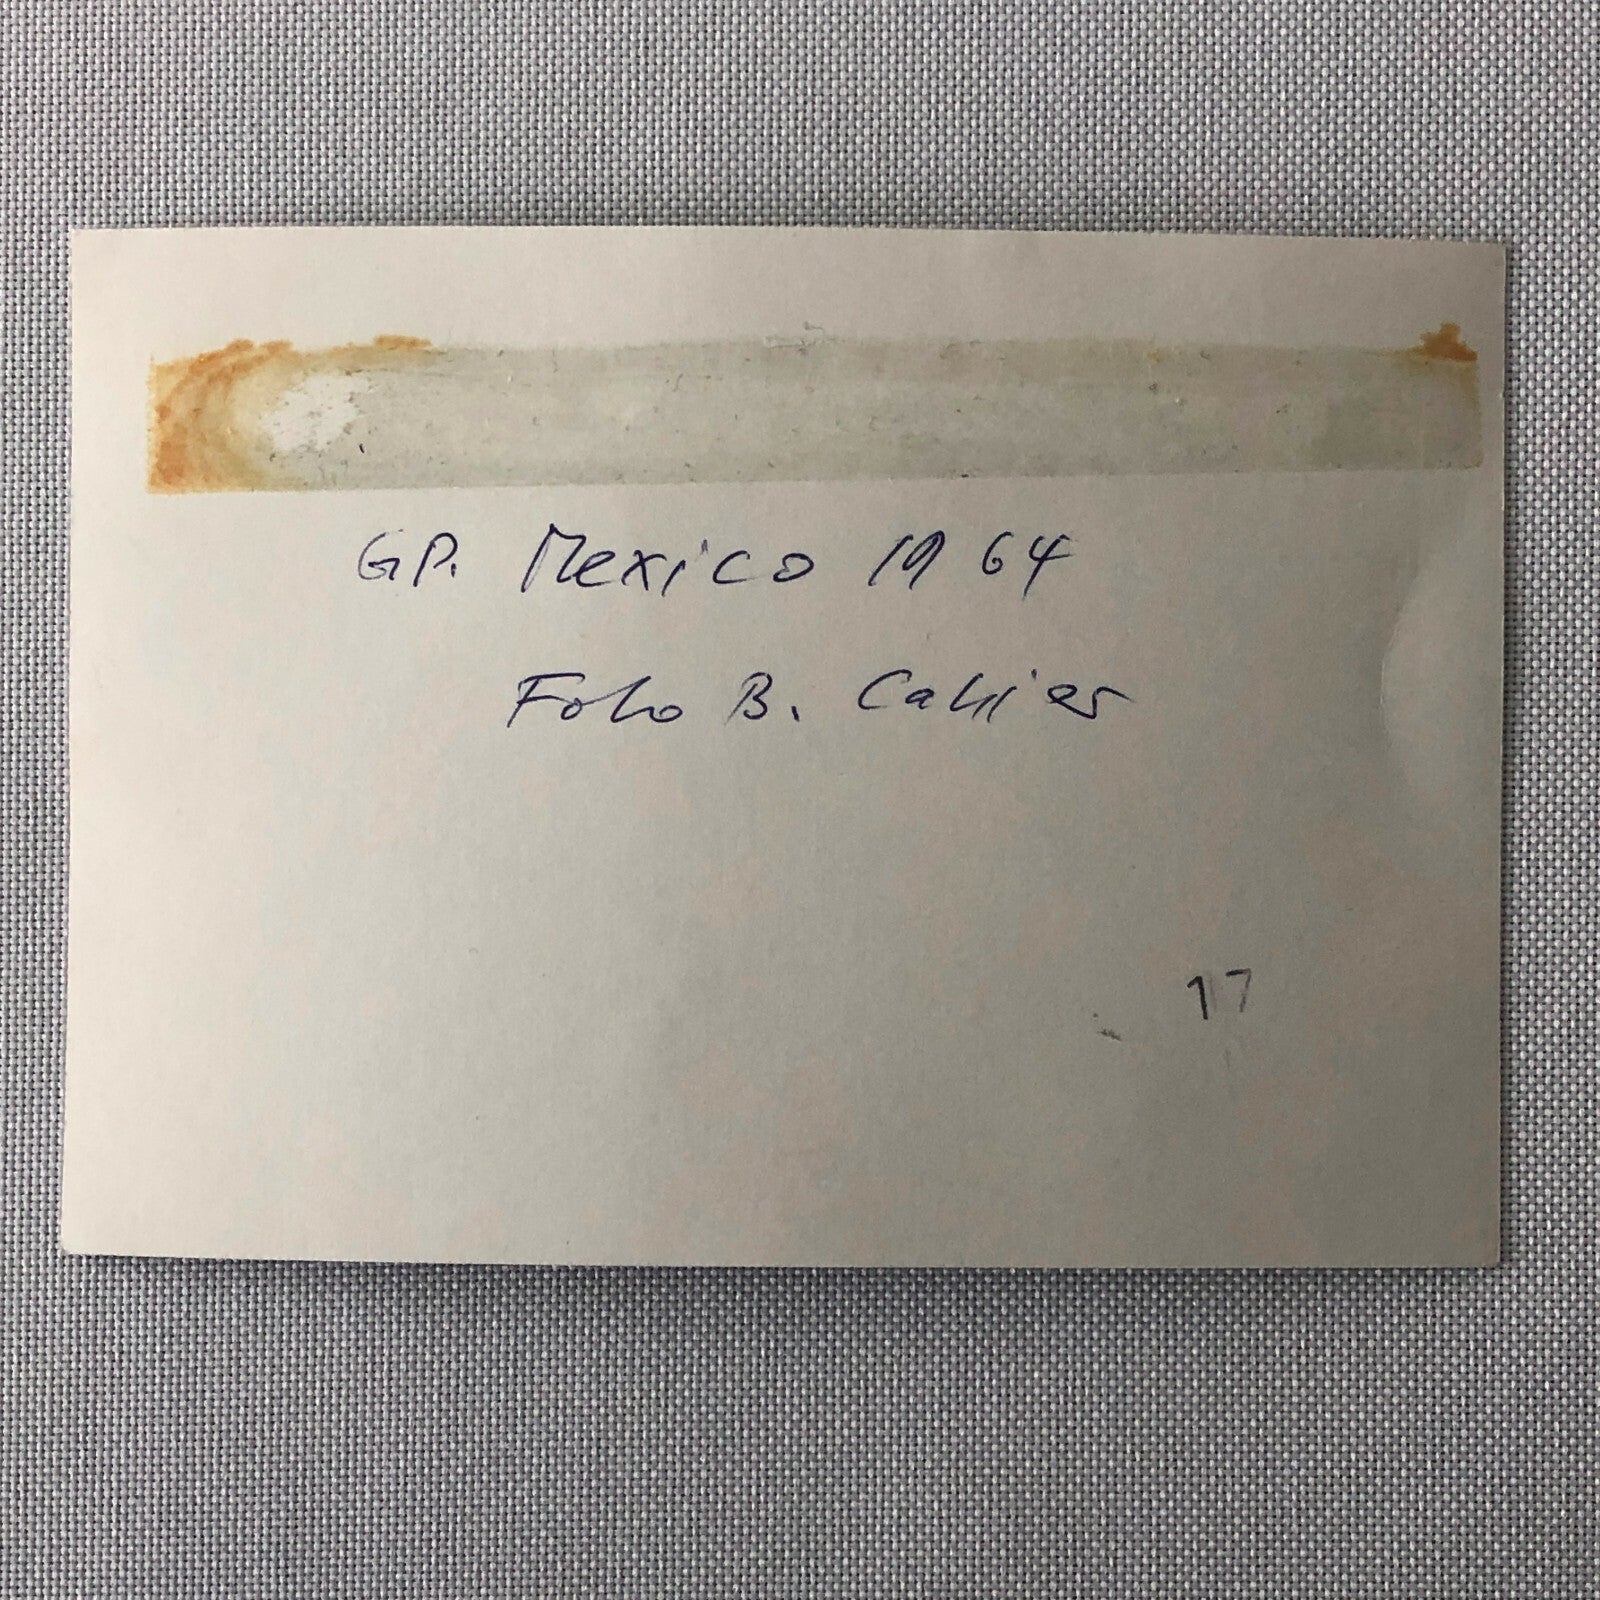 GP. Mexico 1964
Foto B. Cahier
17